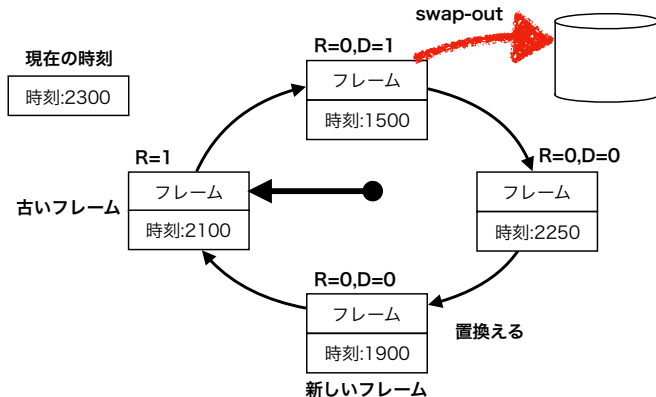 swap-out
R=0,D=1
現在の時刻
時刻:2300
フレーム
時刻:1500
R=1
フレーム
時刻:2100
古いフレーム
R=0,D=0
フレーム
時刻:2250
R=0,D=0
フレーム
時刻:1900
置換える
新しいフレーム